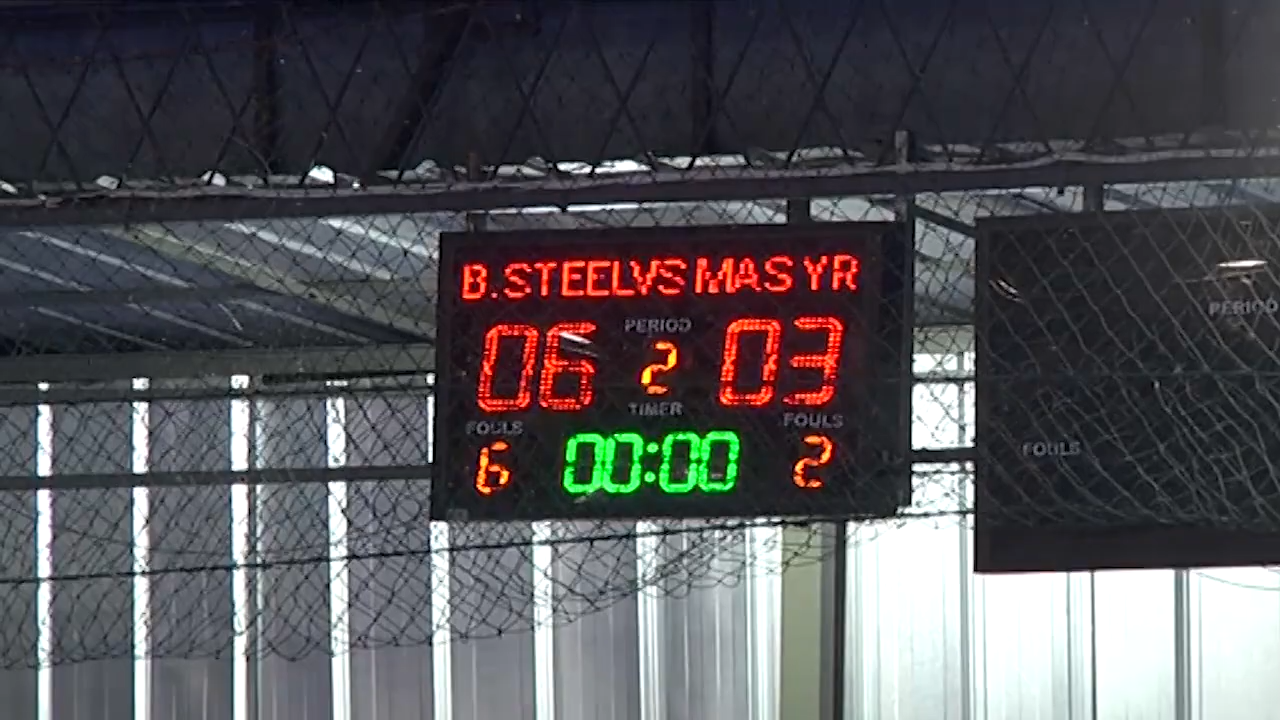 B.STEELVS MAS YR
PERIOD
06 2 03
TIMER
FOULS FOULS
6 00:00 2
PERIOD
FOULS